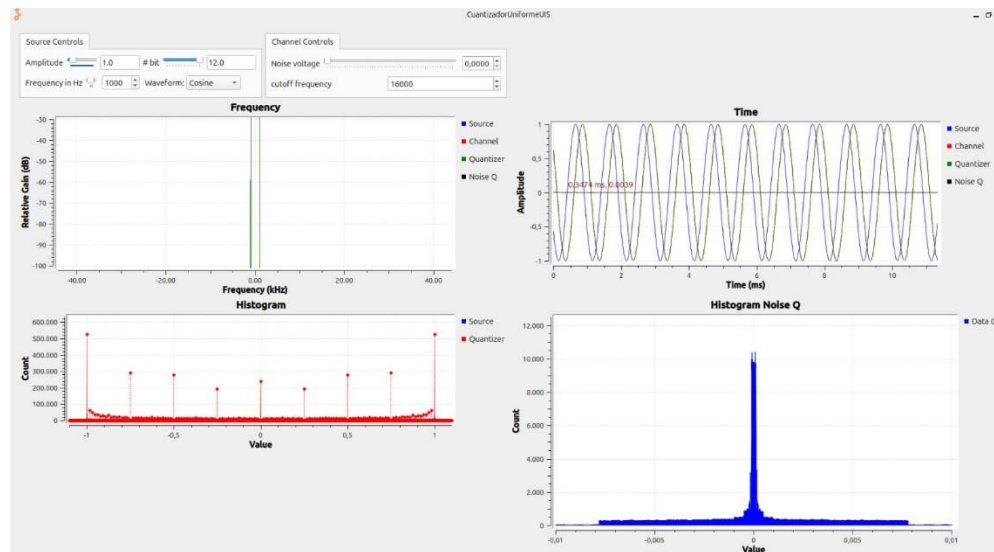 CuantizadorUniformeUIS
Source Controls
Amplitude 1.0 # bit 12.0
Frequency in Hz 1000 Waveform: Cosine
Channel Controls
Noise voltage 0,0000
cutoff frequency 16000
Frequency
Relative Gain (dB)
-30
-40
-50
-60
-70
-80
-90
-100
-40.00 -20.00 0.00 20.00 40.00
Frequency (kHz)
Source
Channel
Quantizer
Noise Q
Time
Amplitude
1
0,5
0
-0,5
-1
0.3474 ms, 0.0039
0 2 4 6 8 10
Time (ms)
Source
Channel
Quantizer
Noise Q
Histogram
Count
600.000
500.000
400.000
300.000
200.000
100.000
0
-1 -0,5 0 0,5 1
Value
Source
Quantizer
Histogram Noise Q
Count
12.000
10.000
8.000
6.000
4.000
2.000
0
-0,01 -0,005 0 0,005 0,01
Value